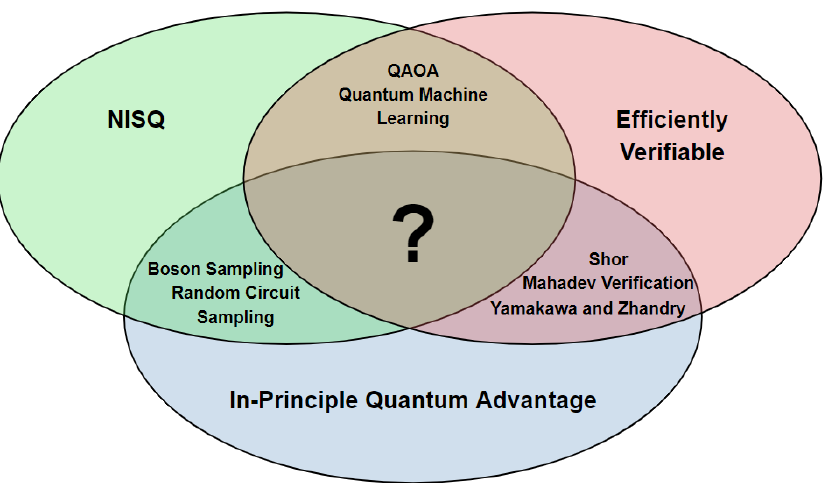 QAOA
Quantum Machine
Learning
NISQ
Efficiently
Verifiable
?
Boson Sampling
Random Circuit
Sampling
Shor
Mahadev Verification
Yamakawa and Zhandry
In-Principle Quantum Advantage